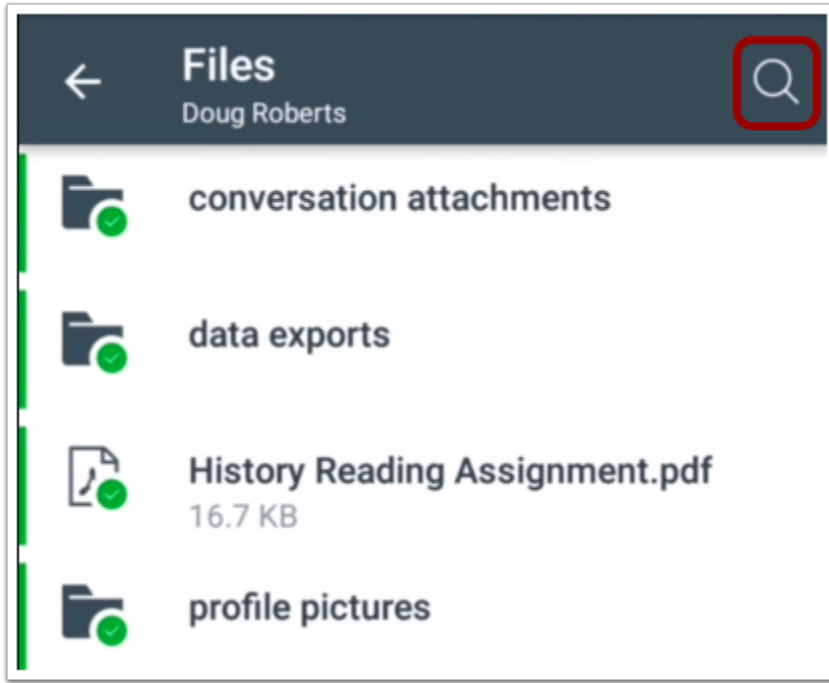 Files
Doug Roberts
conversation attachments
data exports
History Reading Assignment.pdf
16.7 KB
profile pictures